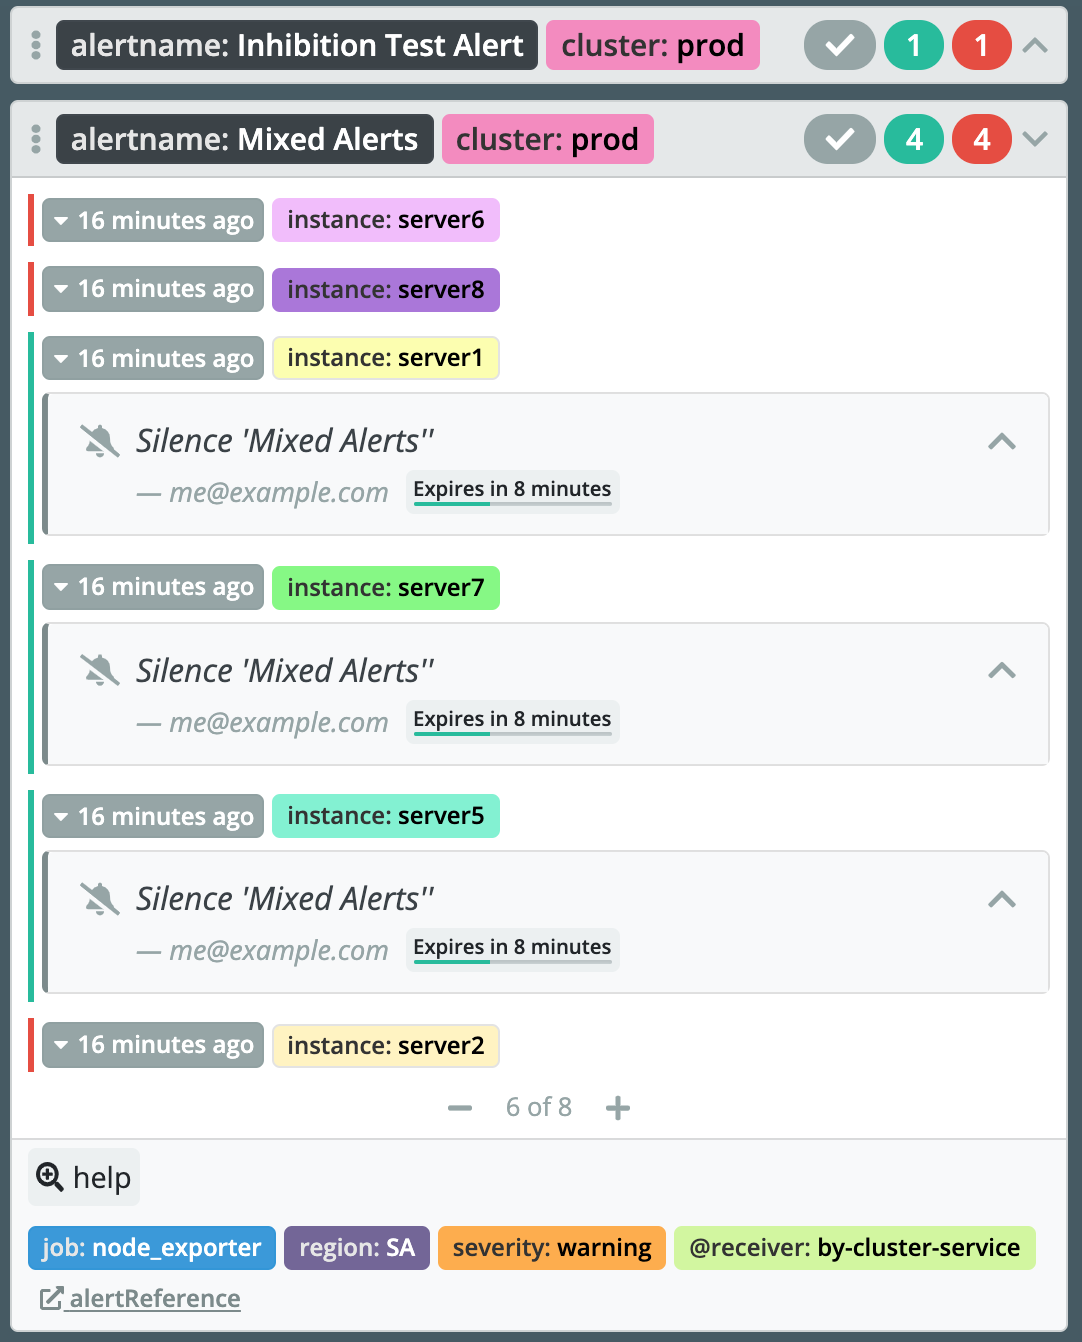 alertname: Inhibition Test Alert cluster: prod 1 1
alertname: Mixed Alerts cluster: prod 4 4
16 minutes ago instance: server6
16 minutes ago instance: server8
16 minutes ago instance: server1
Silence 'Mixed Alerts''
— me@example.com Expires in 8 minutes
16 minutes ago instance: server7
Silence 'Mixed Alerts''
— me@example.com Expires in 8 minutes
16 minutes ago instance: server5
Silence 'Mixed Alerts''
— me@example.com Expires in 8 minutes
16 minutes ago instance: server2
6 of 8
help
job: node_exporter region: SA severity: warning @receiver: by-cluster-service
alertReference